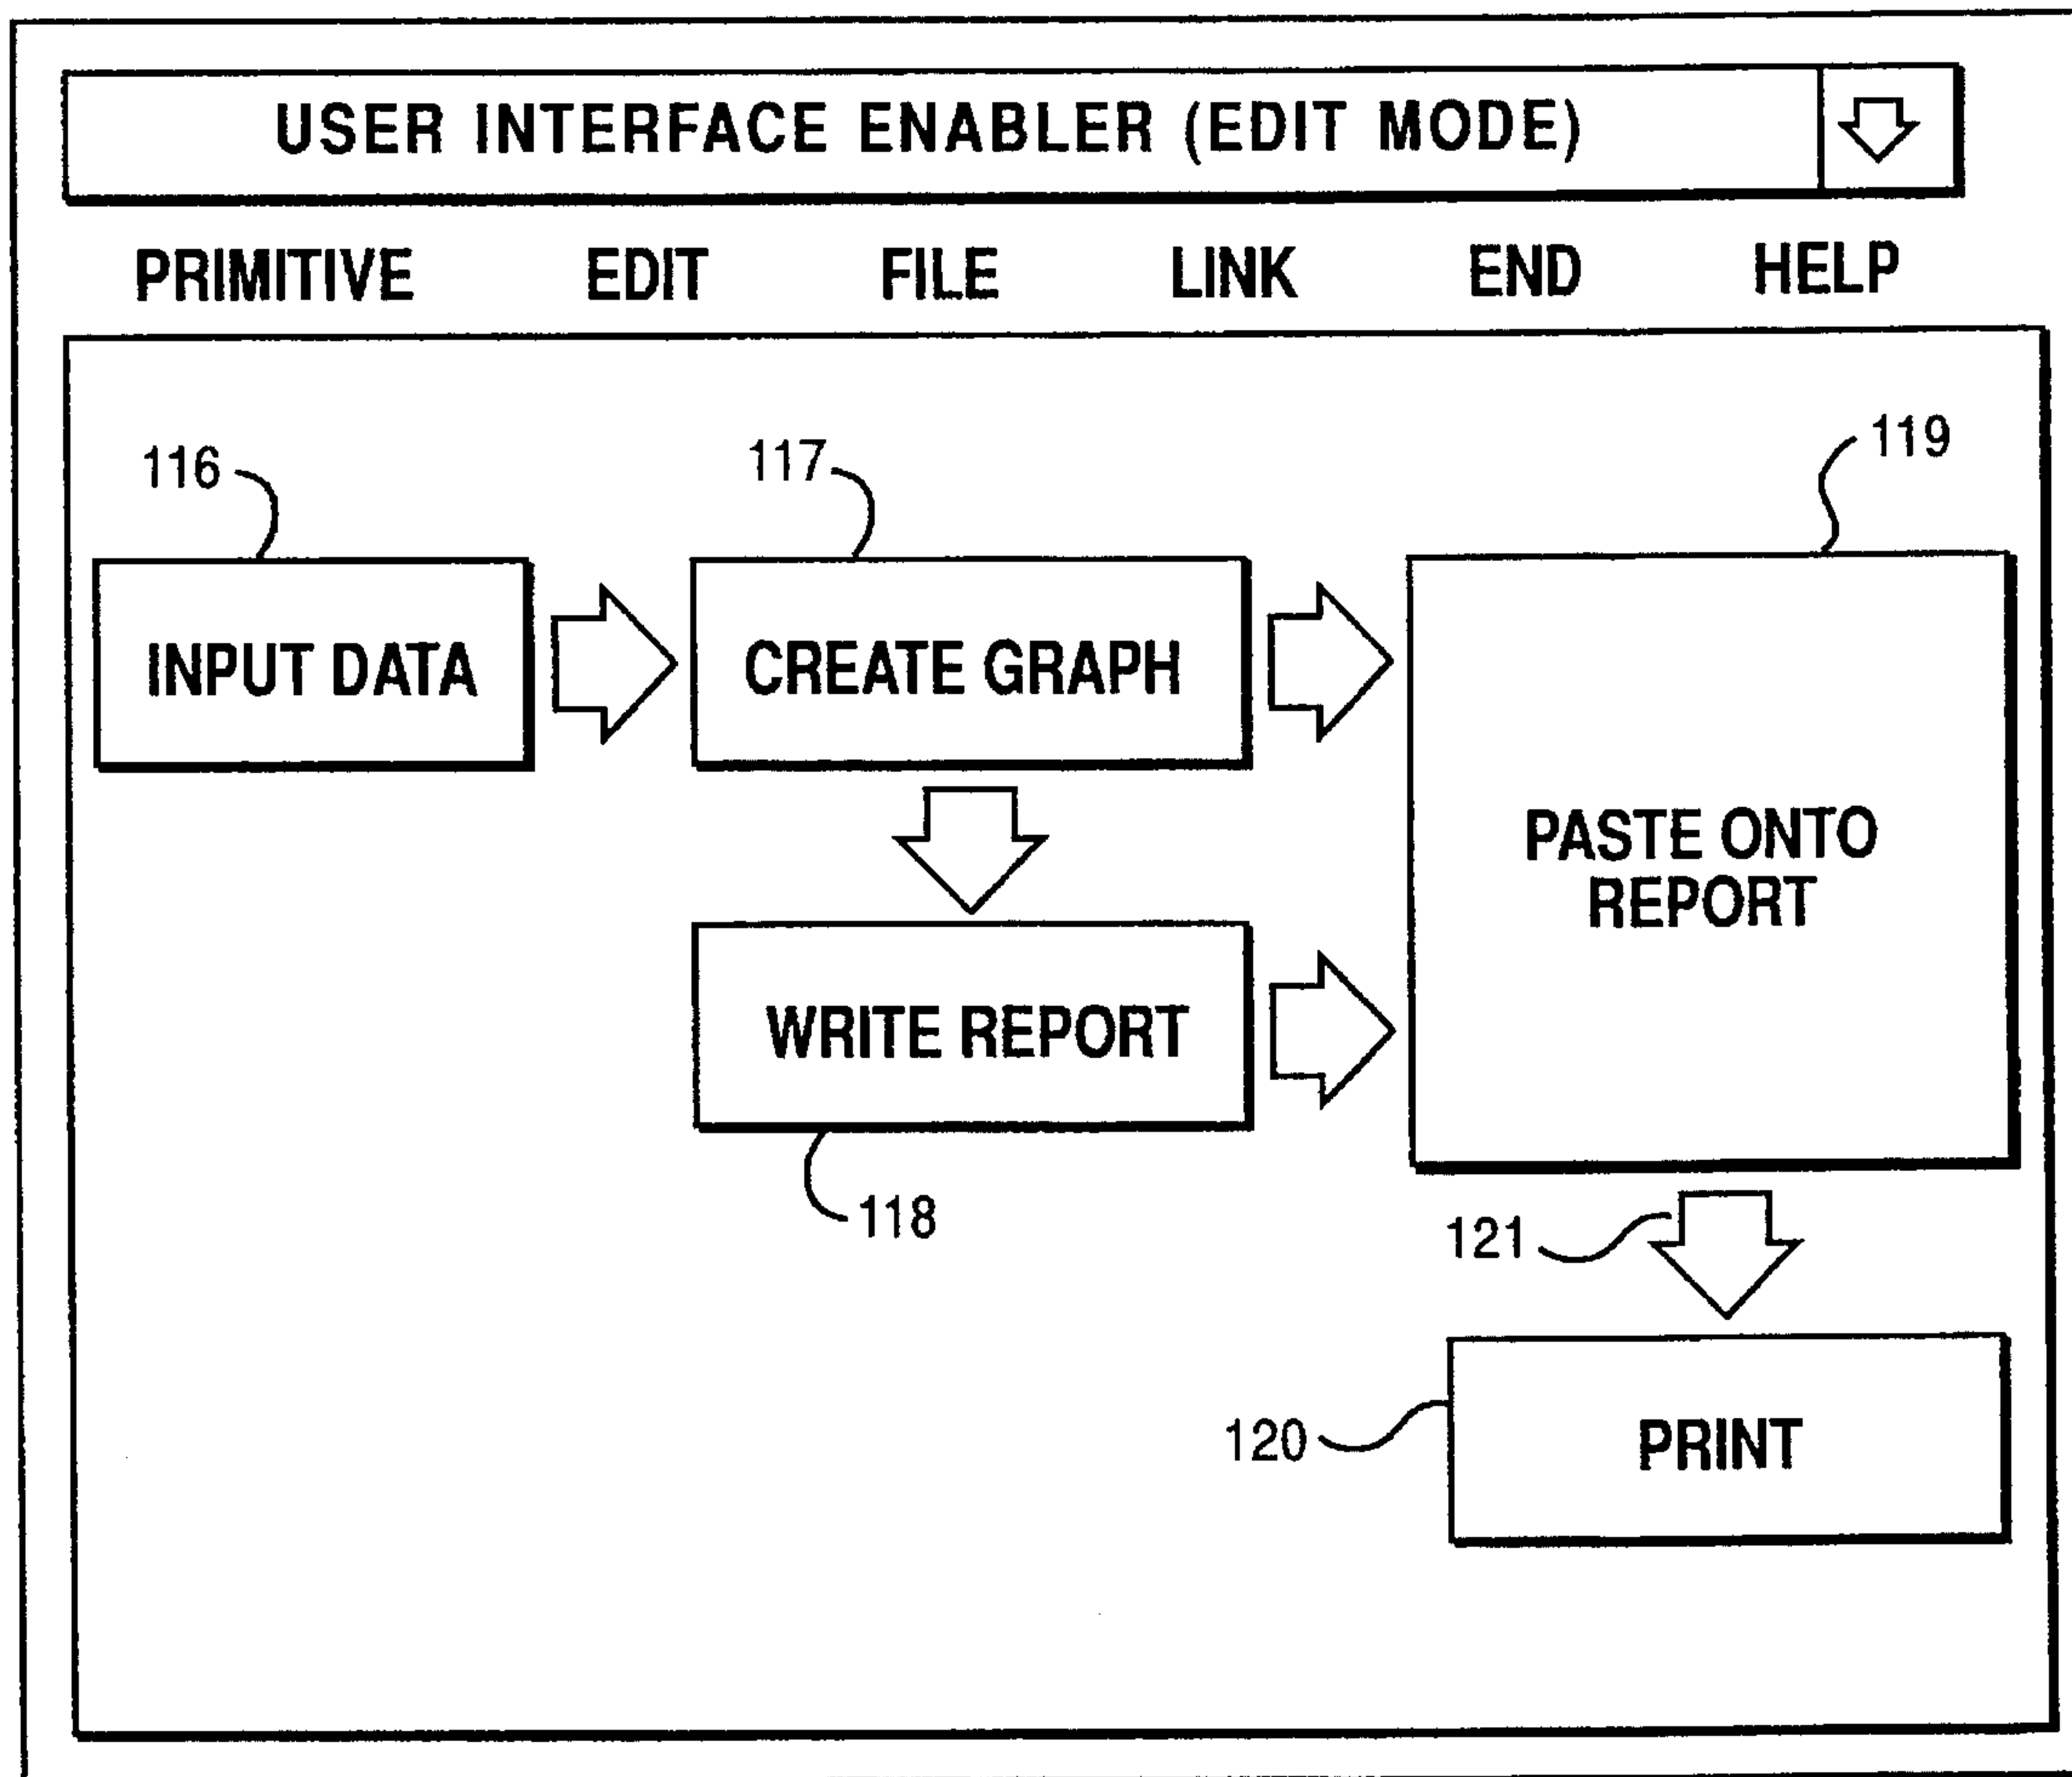 USER INTERFACE ENABLER (EDIT MODE)
PRIMITIVE EDIT FILE LINK END HELP
116
117
119
INPUT DATA
CREATE GRAPH
PASTE ONTO
REPORT
WRITE REPORT
118
121
120
PRINT